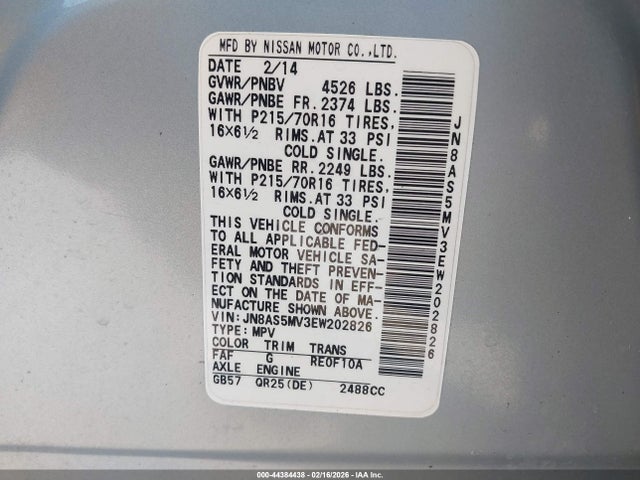 MFD BY NISSAN MOTOR CO.,LTD.
DATE 2/14
GVWR/PNBV 4526 LBS.
GAWR/PNBE FR. 2374 LBS.
WITH P215/70R16 TIRES,
16×6½ RIMS. AT 33 PSI
COLD SINGLE.
GAWR/PNBE RR. 2249 LBS.
WITH P215/70R16 TIRES,
16×6½ RIMS. AT 33 PSI
COLD SINGLE.
THIS VEHICLE CONFORMS
TO ALL APPLICABLE FED-
ERAL MOTOR VEHICLE SA-
FETY AND THEFT PREVEN-
TION STANDARDS IN EFF-
ECT ON THE DATE OF MA-
NUFACTURE SHOWN ABOVE.
VIN: JN8AS5MV3EW202826
TYPE: MPV
COLOR TRIM TRANS
FAF G RE0F10A
AXLE ENGINE
GB57 QR25(DE) 2488CC
JN8AS5MV3EW202826
000-44384438 - 02/16/2026 - IAA Inc.